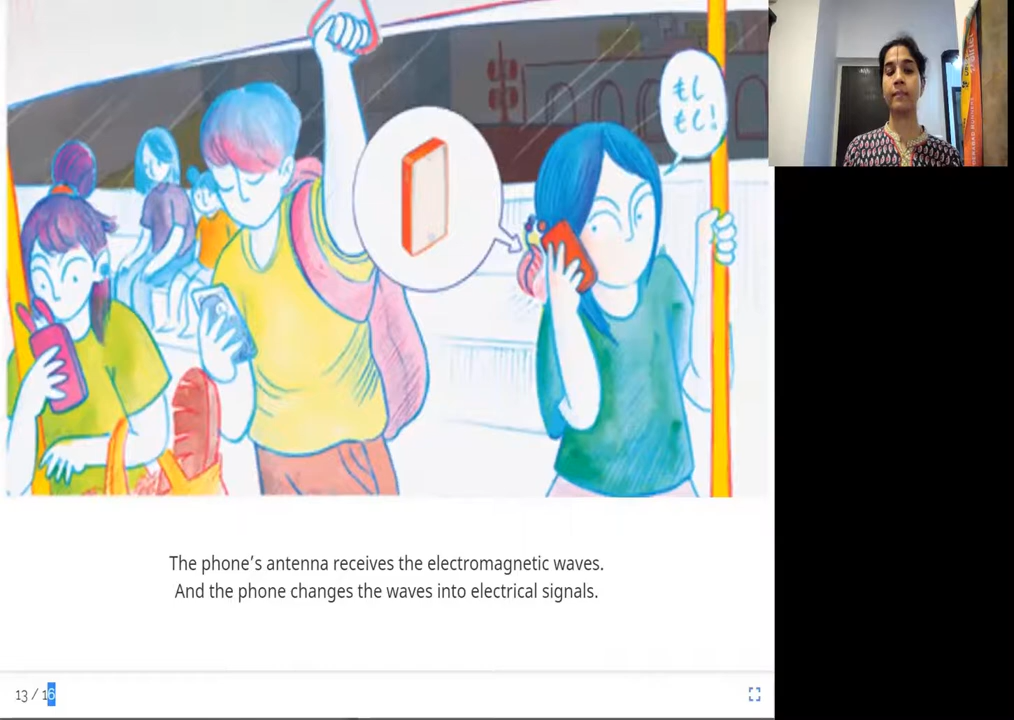 もし
もし!
The phone’s antenna receives the electromagnetic waves.
And the phone changes the waves into electrical signals.
13 / 16